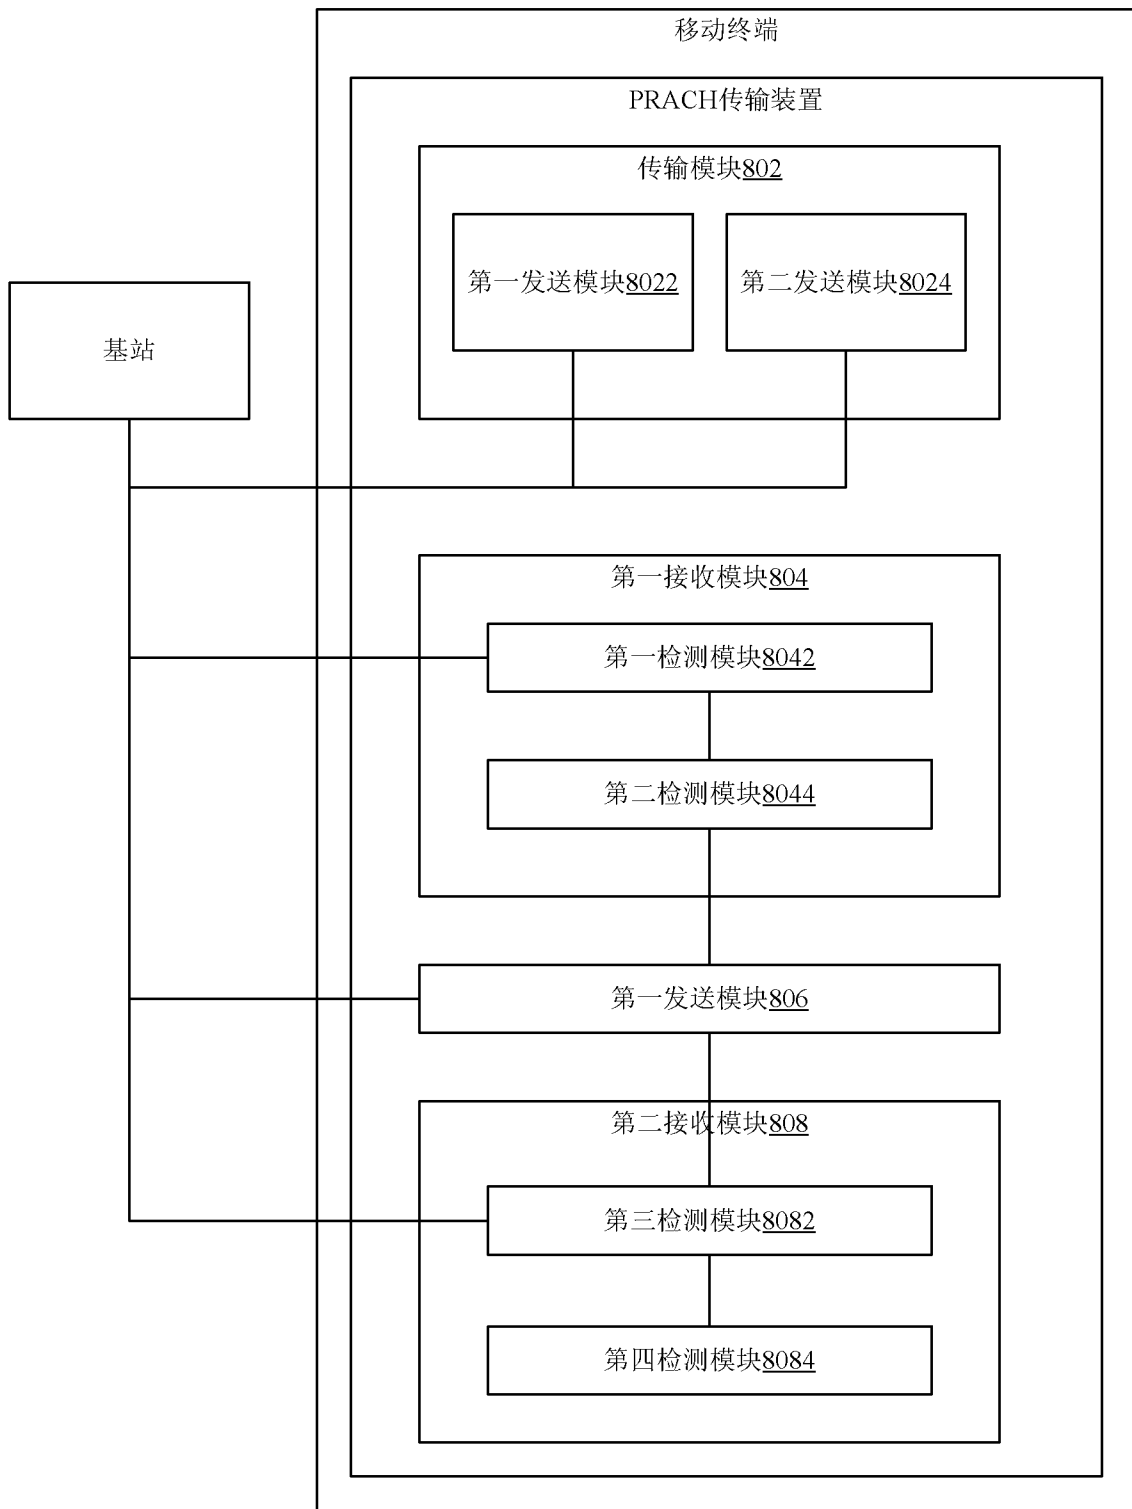 移动终端
PRACH传输装置
传输模块802
第一发送模块8022
第二发送模块8024
基站
第一接收模块804
第一检测模块8042
第二检测模块8044
第一发送模块806
第二接收模块808
第三检测模块8082
第四检测模块8084